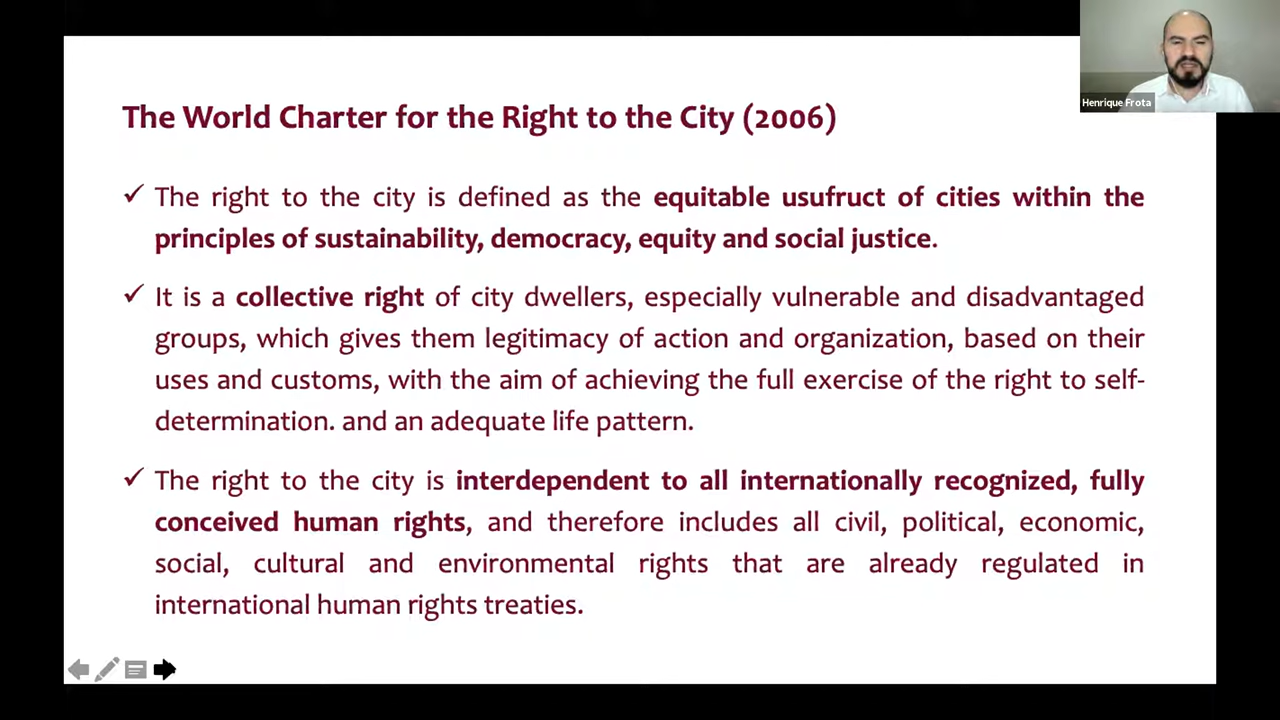 Henrique Frota
The World Charter for the Right to the City (2006)
✓ The right to the city is defined as the equitable usufruct of cities within the
principles of sustainability, democracy, equity and social justice.
✓ It is a collective right of city dwellers, especially vulnerable and disadvantaged
groups, which gives them legitimacy of action and organization, based on their
uses and customs, with the aim of achieving the full exercise of the right to self-
determination. and an adequate life pattern.
✓ The right to the city is interdependent to all internationally recognized, fully
conceived human rights, and therefore includes all civil, political, economic,
social, cultural and environmental rights that are already regulated in
international human rights treaties.